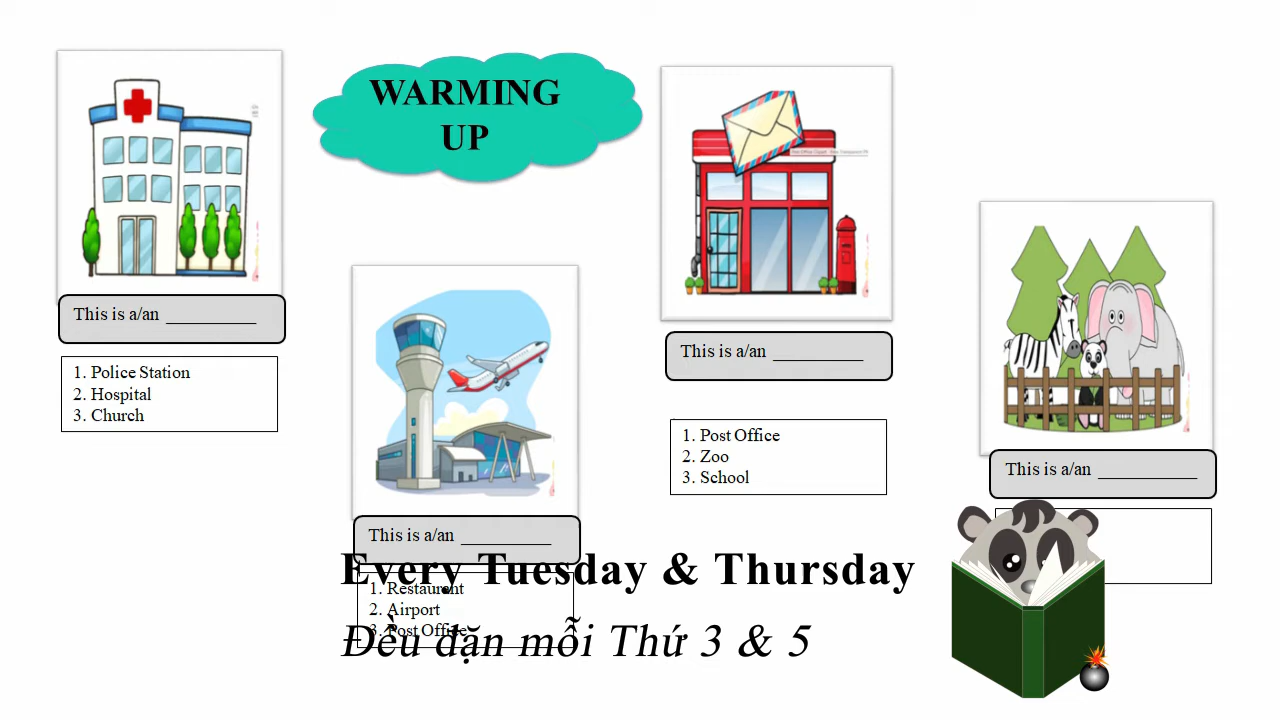 WARMING
UP
This is a/an __________
1. Police Station
2. Hospital
3. Church
This is a/an __________
1. Restaurant
2. Airport
3. Post Office
This is a/an __________
1. Post Office
2. Zoo
3. School
This is a/an ___________
Every Tuesday & Thursday
Đều đặn mỗi Thứ 3 & 5